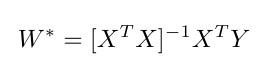 W* = [X^T X]^{-1} X^T Y